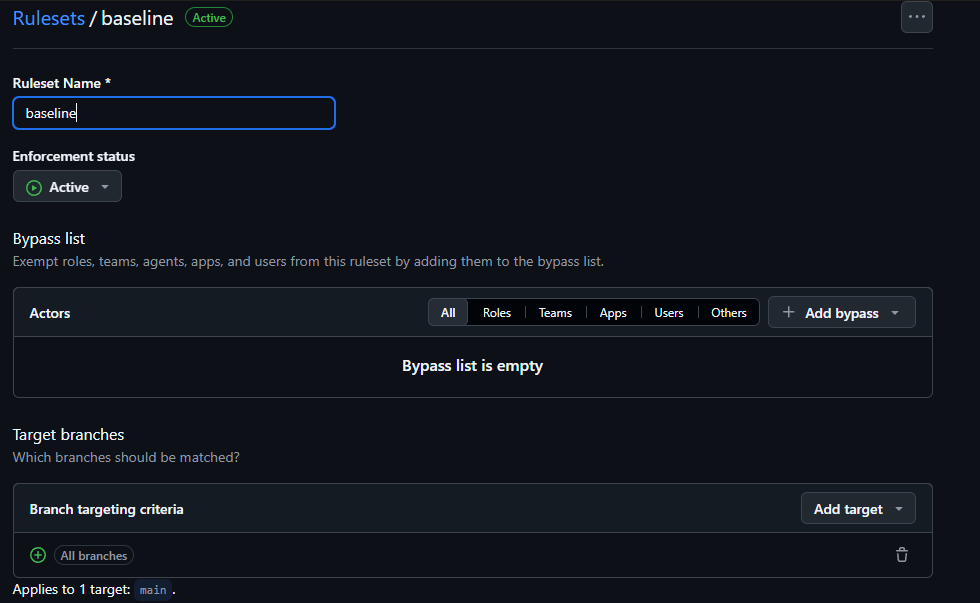 Rulesets / baseline Active
Ruleset Name *
baseline
Enforcement status
Active
Bypass list
Exempt roles, teams, agents, apps, and users from this ruleset by adding them to the bypass list.
Actors All Roles Teams Apps Users Others + Add bypass
Bypass list is empty
Target branches
Which branches should be matched?
Branch targeting criteria Add target
All branches
Applies to 1 target: main .